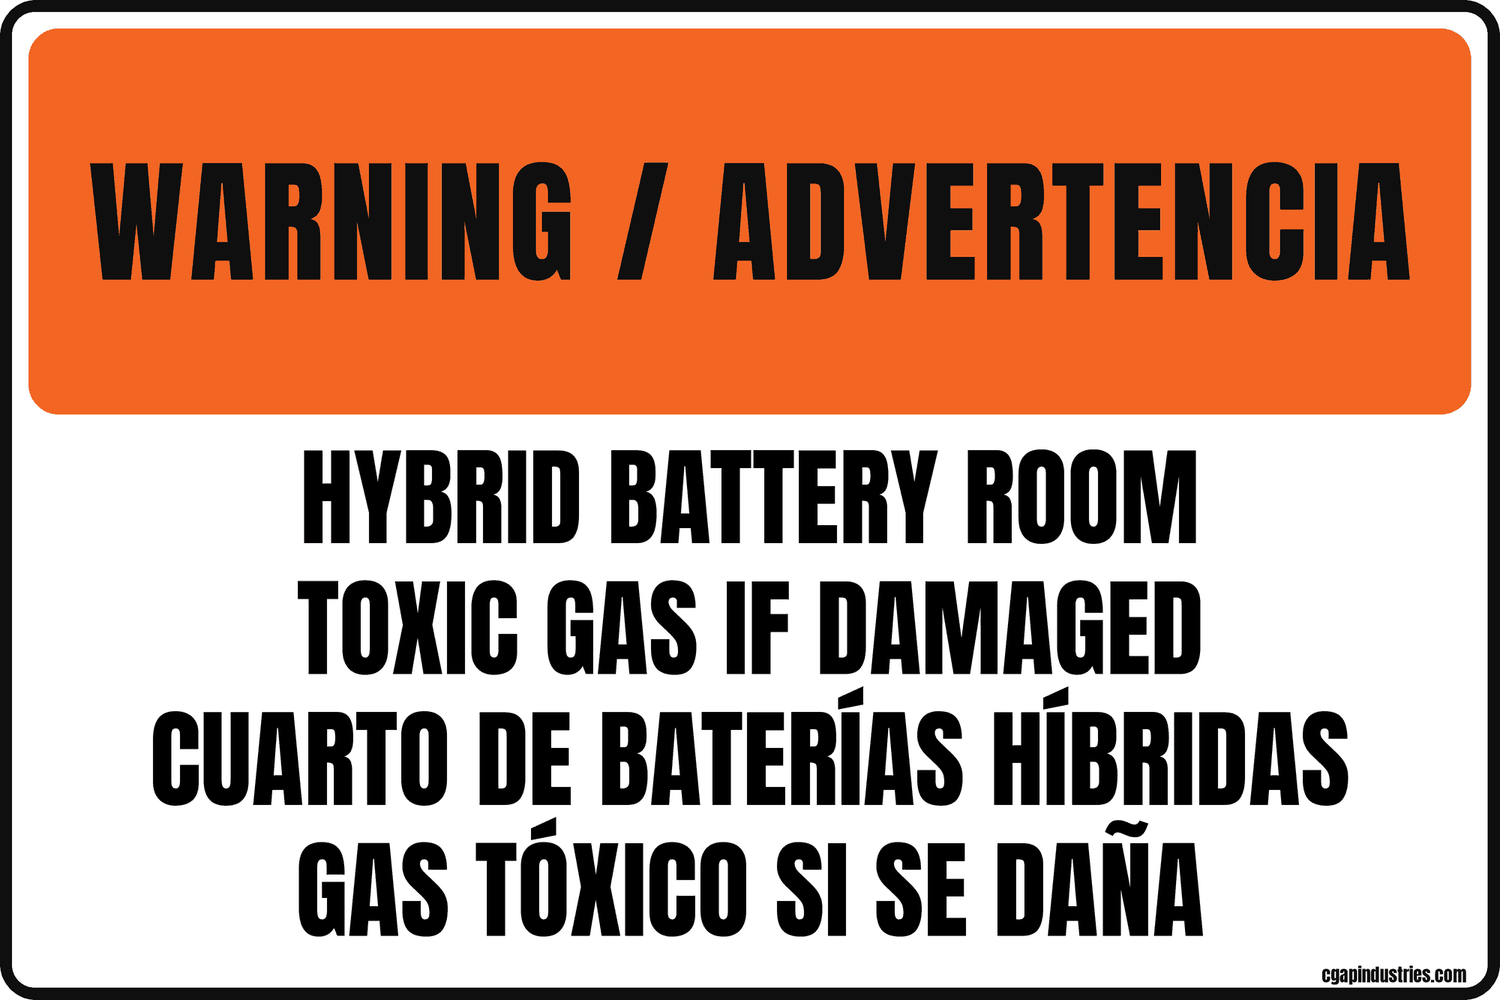 WARNING / ADVERTENCIA
HYBRID BATTERY ROOM
TOXIC GAS IF DAMAGED
CUARTO DE BATERÍAS HÍBRIDAS
GAS TÓXICO SI SE DAÑA
cgapindustries.com